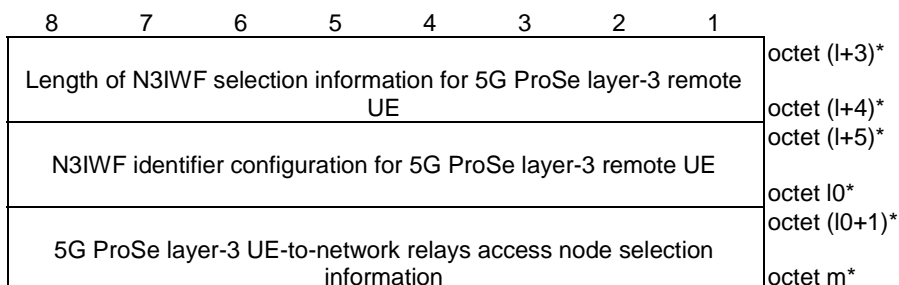 8 7 6 5 4 3 2 1
octet (l+3)*
Length of N3IWF selection information for 5G ProSe layer-3 remote
UE
octet (l+4)*
octet (l+5)*
N3IWF identifier configuration for 5G ProSe layer-3 remote UE
octet l0*
octet (l0+1)*
5G ProSe layer-3 UE-to-network relays access node selection
information
octet m*